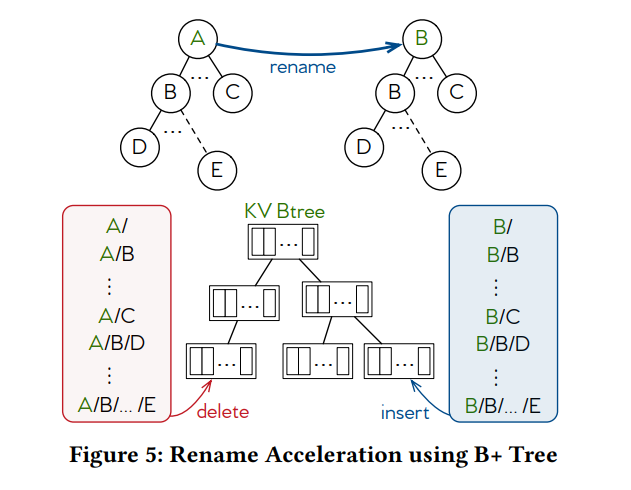 A
B
rename
...
...
B
C
B
C
...
...
D
D
E
E
KV Btree
A/
A/B
⋮
A/C
A/B/D
⋮
A/B/... /E
...
...
...
...
...
...
delete
insert
B/
B/B
⋮
B/C
B/B/D
⋮
B/B/... /E
Figure 5: Rename Acceleration using B+ Tree